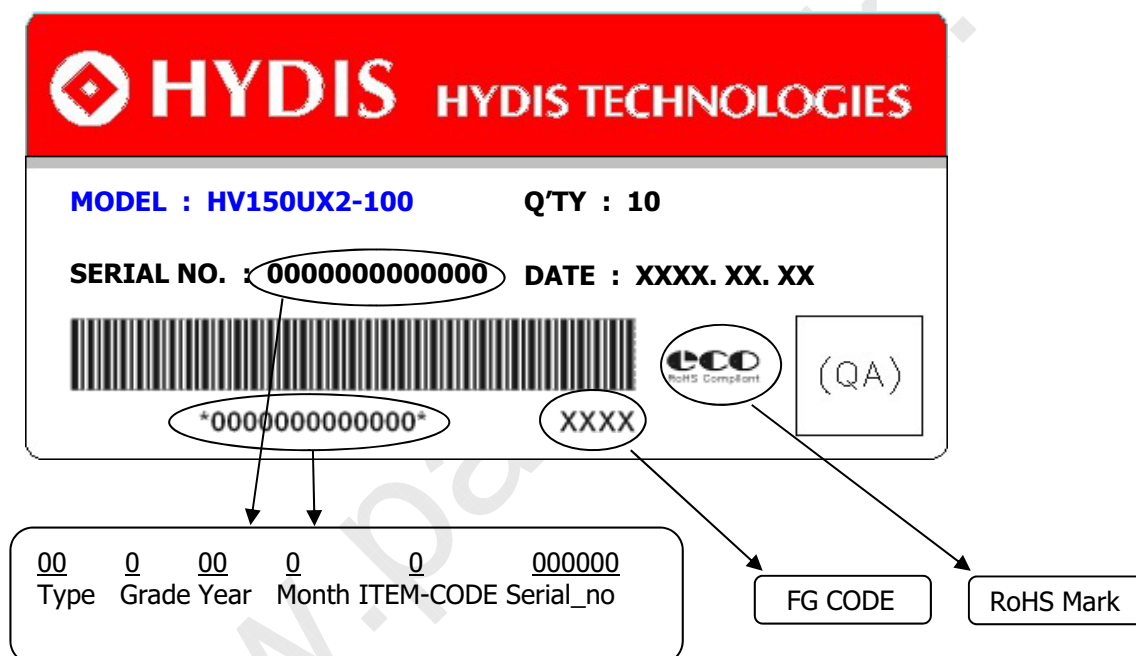 HYDIS HYDIS TECHNOLOGIES
MODEL : HV150UX2-100 Q'TY : 10
SERIAL NO. : 0000000000000 DATE : XXXX. XX. XX
eco
RoHS Compliant
(QA)
*0000000000000* XXXX
00 0 00 0 0 000000
Type Grade Year Month ITEM-CODE Serial_no
FG CODE
RoHS Mark